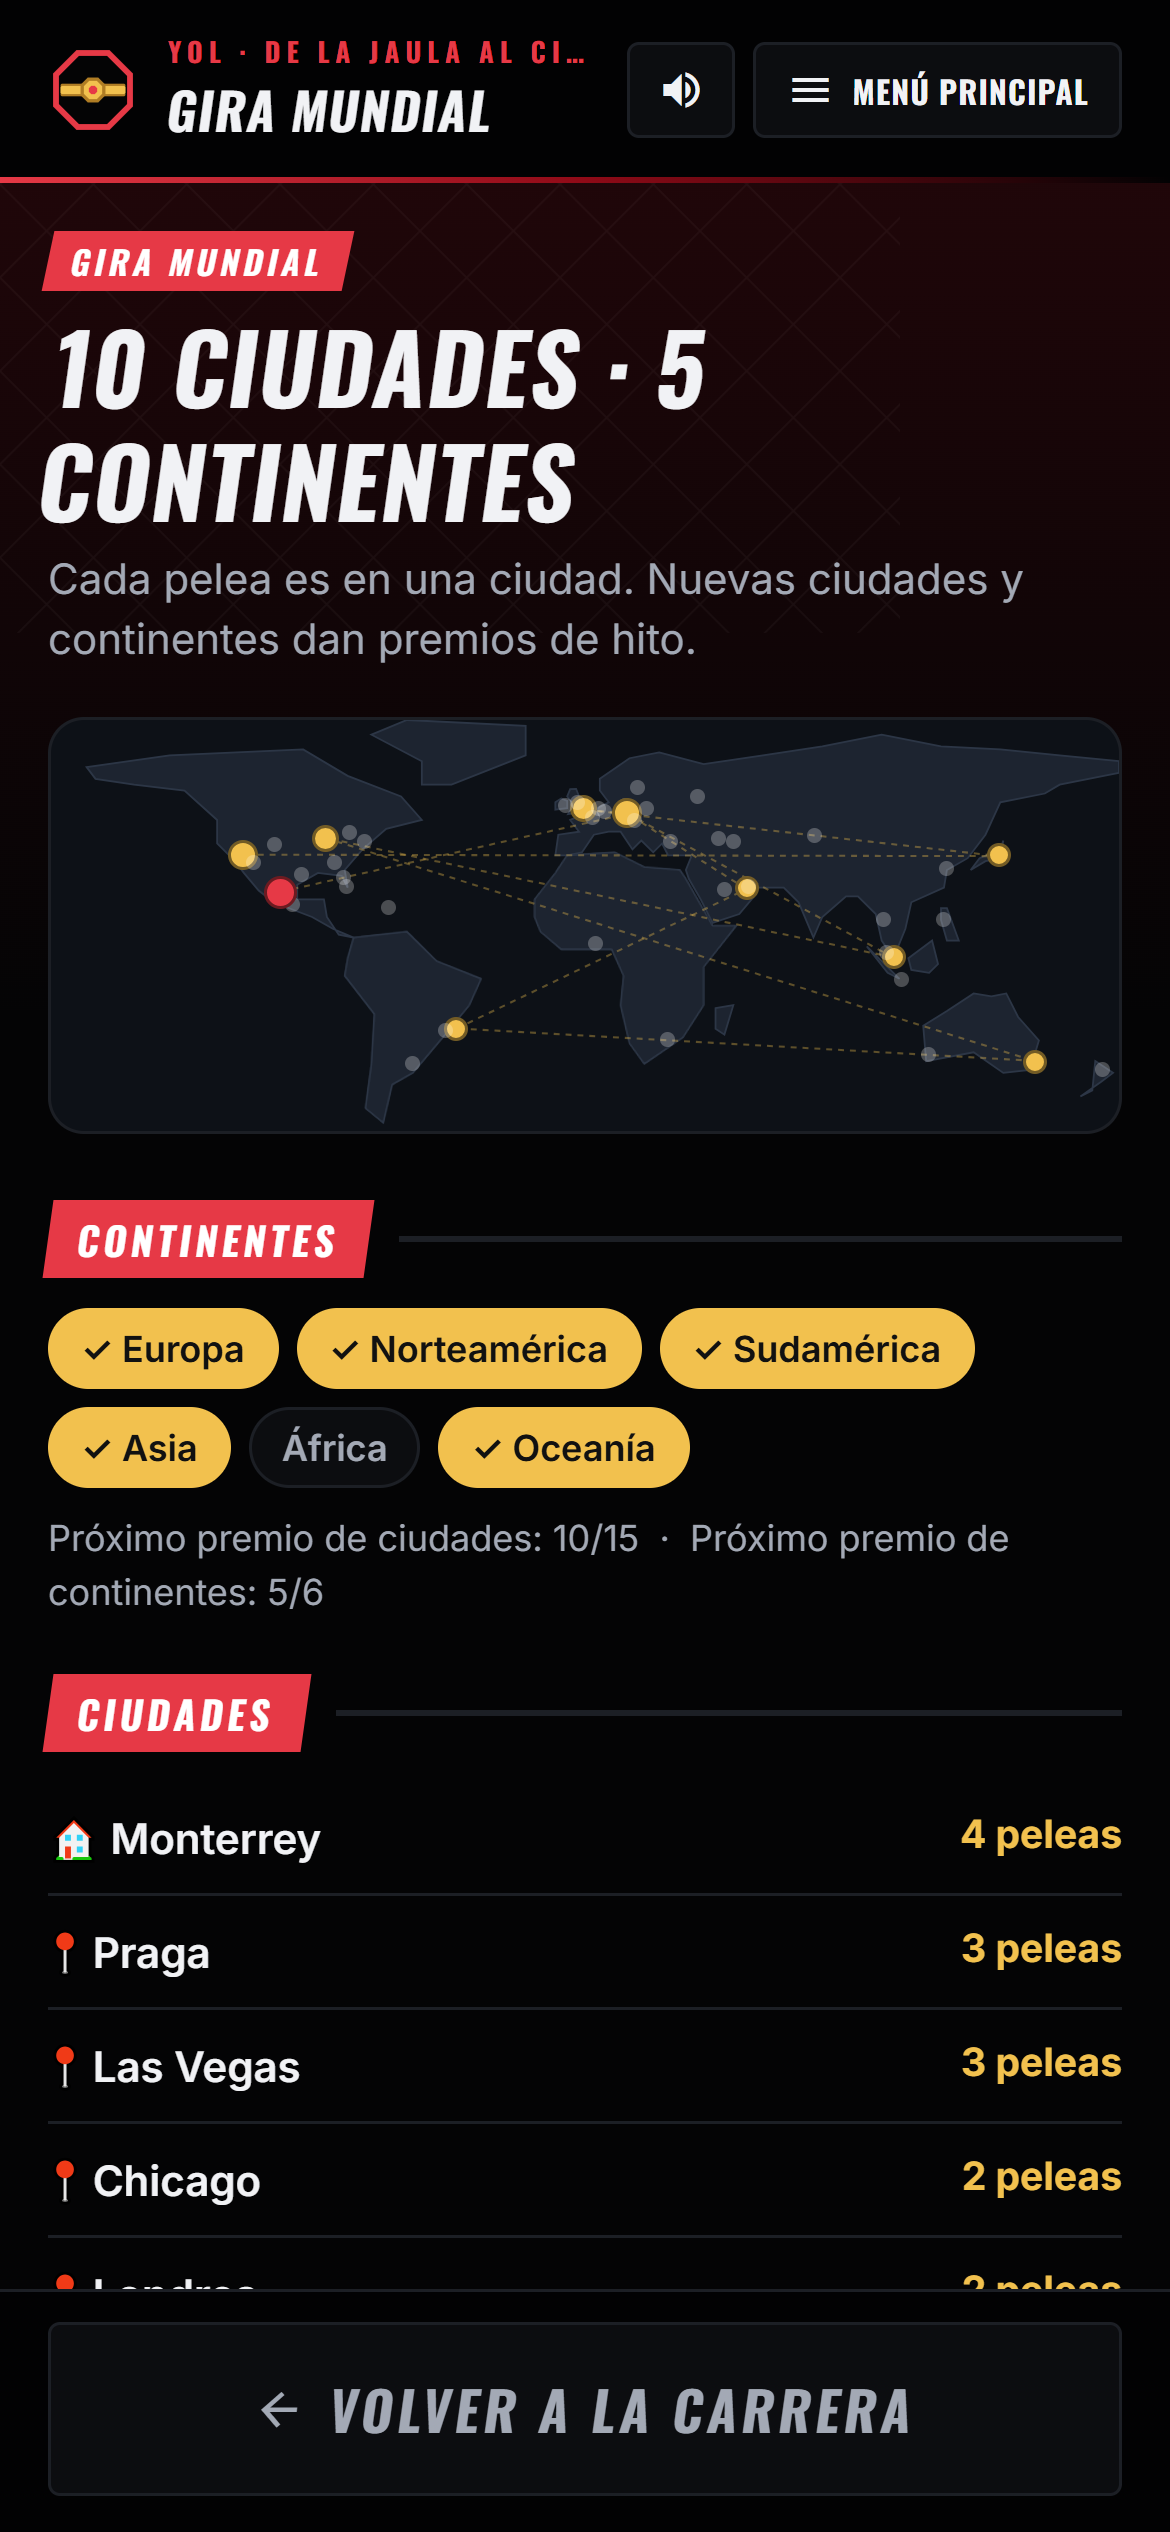 YOL · DE LA JAULA AL CI...
GIRA MUNDIAL
MENÚ PRINCIPAL
GIRA MUNDIAL
10 CIUDADES · 5
CONTINENTES
Cada pelea es en una ciudad. Nuevas ciudades y
continentes dan premios de hito.
CONTINENTES
✓ Europa
✓ Norteamérica
✓ Sudamérica
✓ Asia
África
✓ Oceanía
Próximo premio de ciudades: 10/15 · Próximo premio de
continentes: 5/6
CIUDADES
Monterrey 4 peleas
Praga 3 peleas
Las Vegas 3 peleas
Chicago 2 peleas
Londres 2 peleas
← VOLVER A LA CARRERA